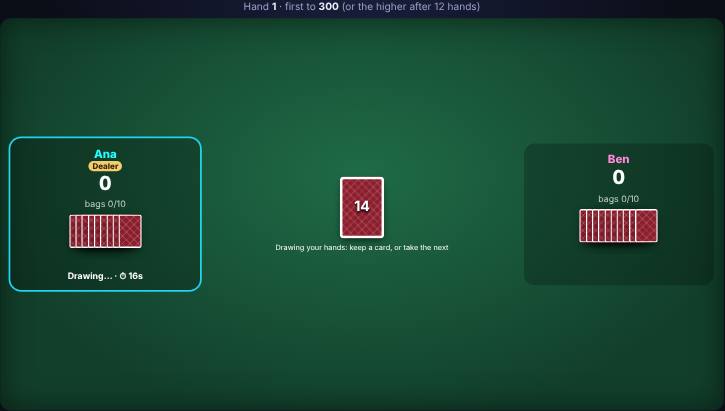 Hand 1 · first to 300 (or the higher after 12 hands)
Ana
Dealer
0
bags 0/10
Drawing... · ⏱ 16s
14
Drawing your hands: keep a card, or take the next
Ben
0
bags 0/10